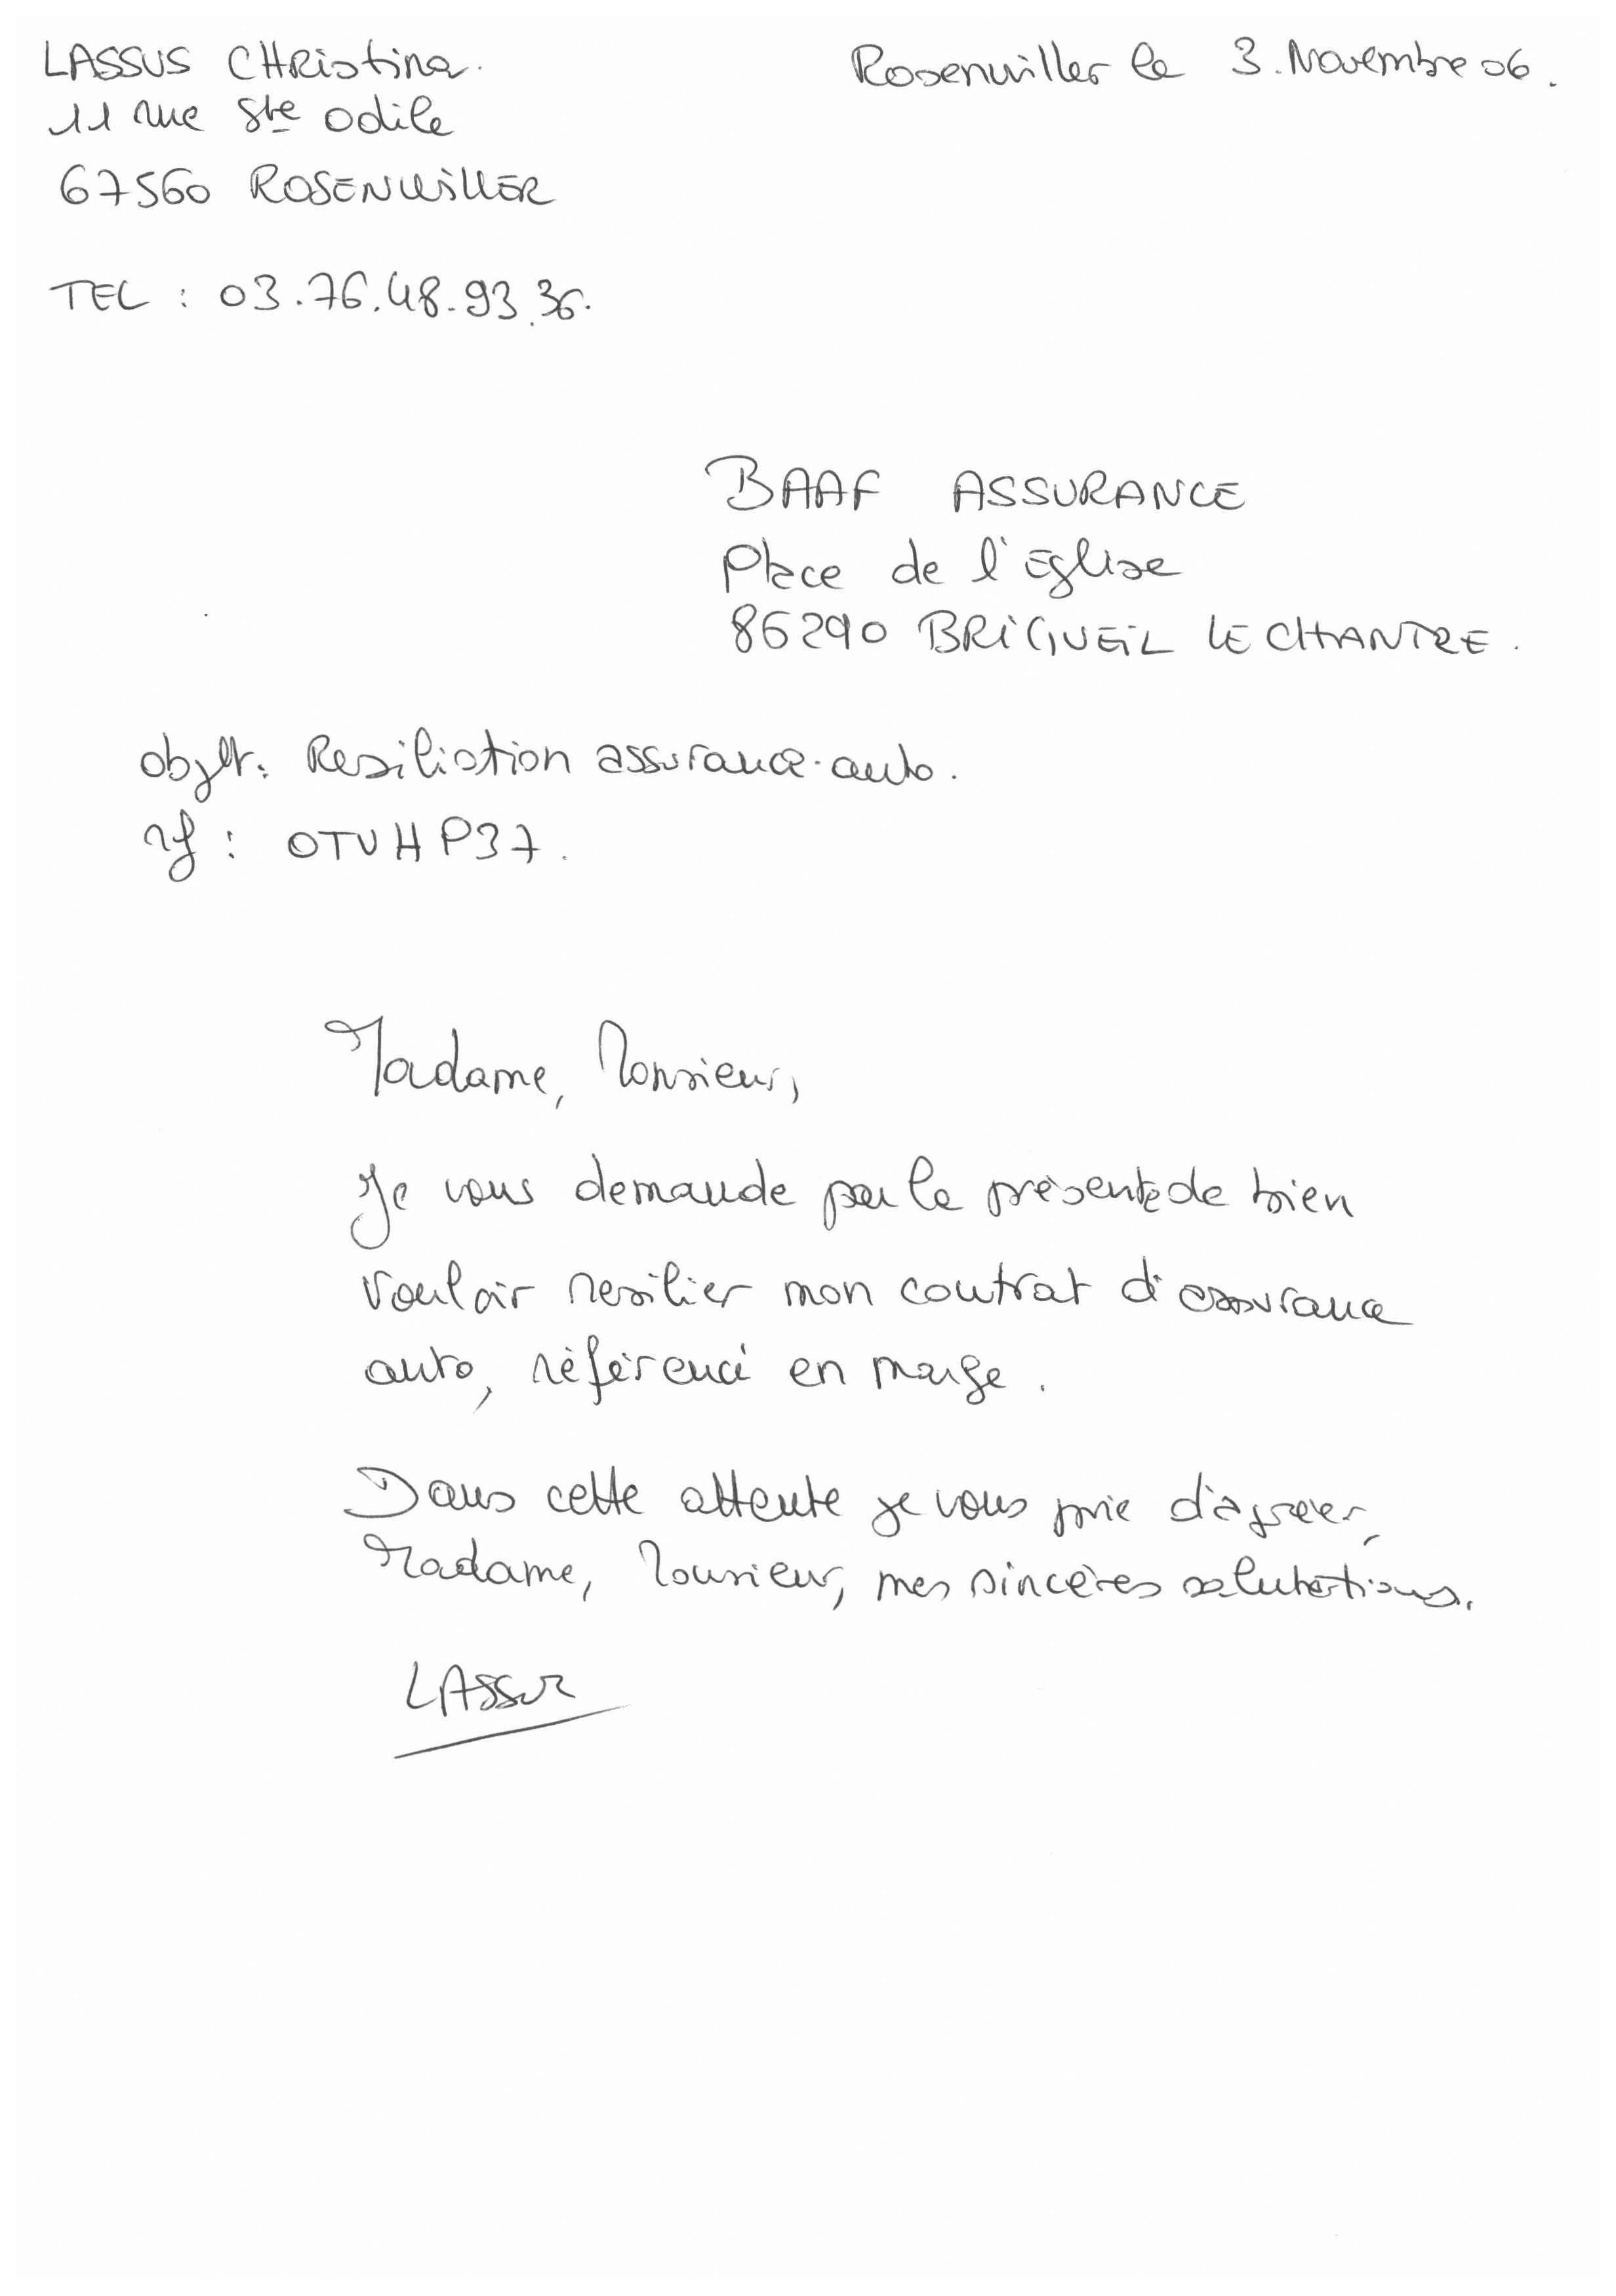 LASSUS CHRistina.
Rosenwiller le 3. Novembre 06.
11 rue Ste odile
67560 ROSENWiLLER
TEL : 03.76.48.93.36.
BAAF ASSURANCE
Place de l'Eglise
86290 BRiGUEiL LE CHANTRE.
objet: Resiliation assurance-auto.
ref : OTVHP37.
Madame, Monsieur,
Je vous demande par la présente de bien
vouloir resilier mon contrat d'assurance
auto, référencé en marge.
Dans cette attente je vous prie d'agréer,
Madame, Monsieur, mes sincères salutations.
LASSUS